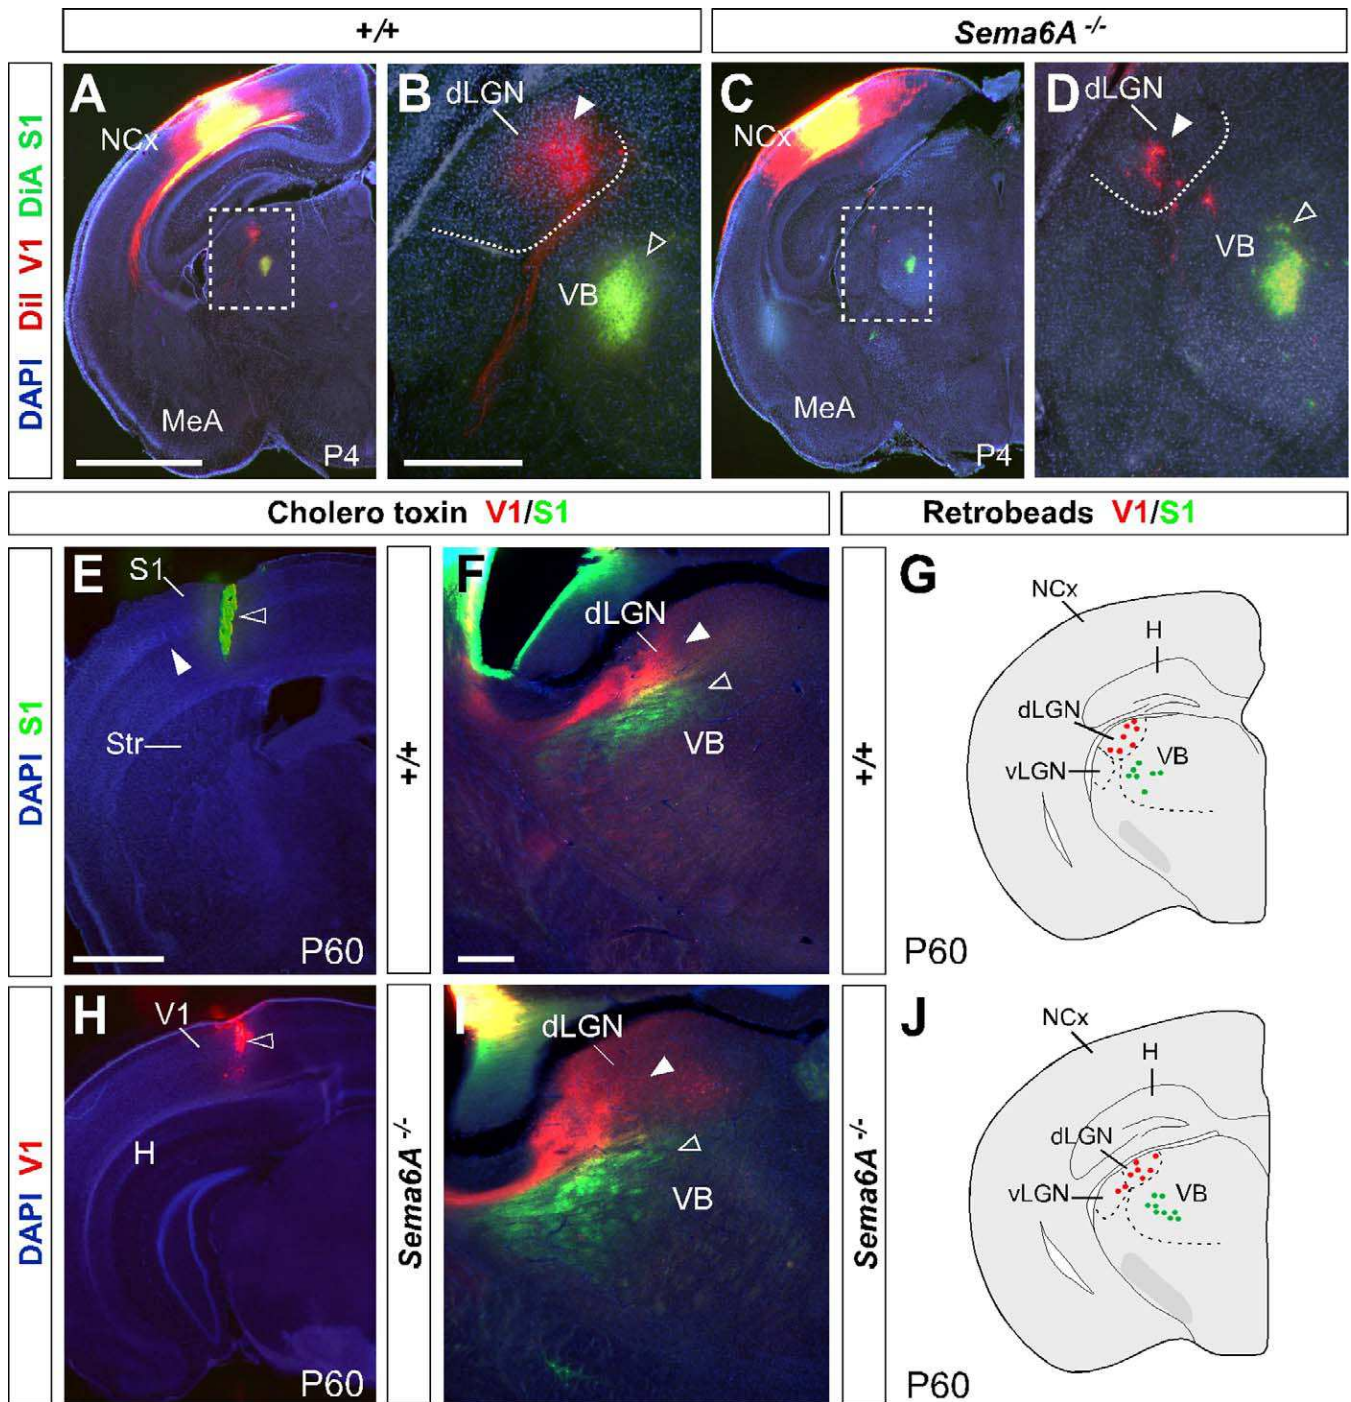 +/+
Sema6A -/-
DAPI DiI V1 DiA S1
A
NCx
MeA
P4
B
dLGN
VB
C
NCx
MeA
P4
D
dLGN
VB
Cholero toxin V1/S1
Retrobeads V1/S1
DAPI S1
E
S1
Str
P60
+/+
F
dLGN
VB
+/+
G
NCx
H
dLGN
vLGN
VB
P60
DAPI V1
H
V1
H
P60
Sema6A -/-
I
dLGN
VB
Sema6A -/-
J
NCx
H
dLGN
vLGN
VB
P60